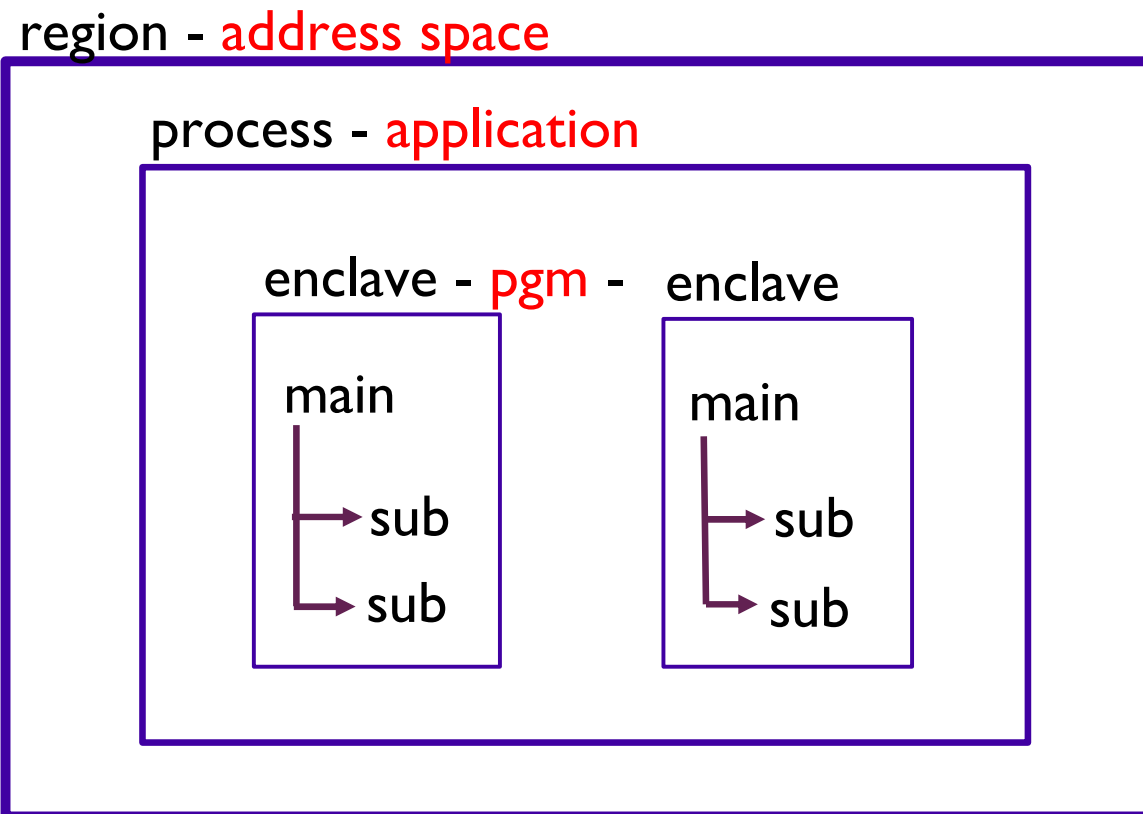 region - address space
process - application
enclave - pgm - enclave
main main
sub sub
sub sub